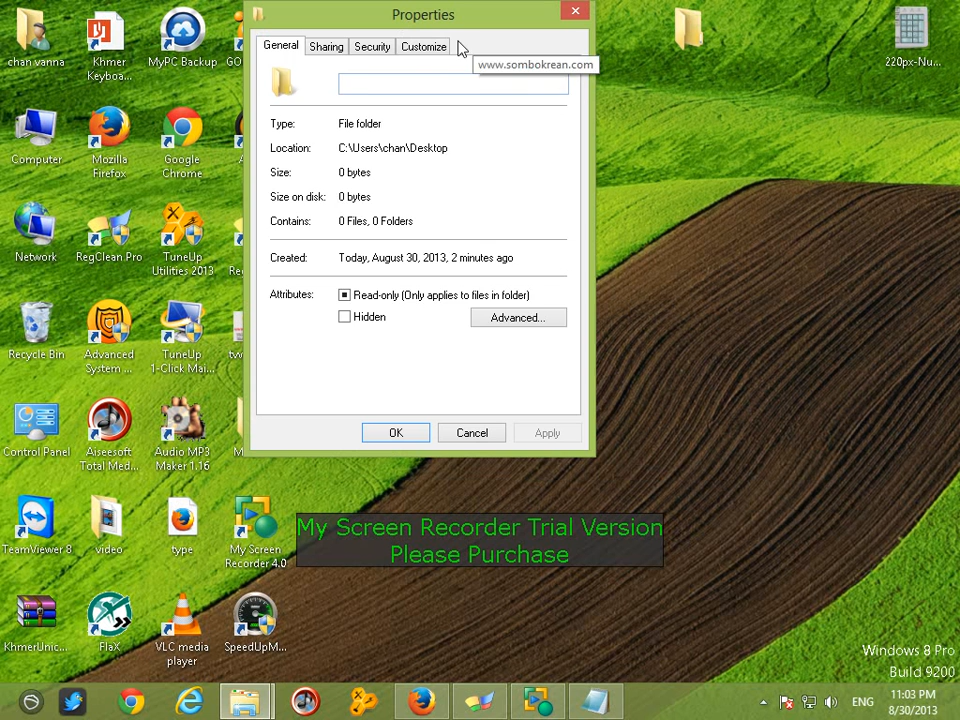 Properties
General
Sharing
Security
Customize
www.sombokrean.com
Type:
File folder
Location:
C:\Users\chan\Desktop
Size:
0 bytes
Size on disk:
0 bytes
Contains:
0 Files, 0 Folders
Created:
Today, August 30, 2013, 2 minutes ago
Attributes:
Read-only (Only applies to files in folder)
Hidden
Advanced...
OK
Cancel
Apply
chan vanna
Khmer
Keyboa...
MyPC Backup
220px-Nu...
Computer
Mozilla
Firefox
Google
Chrome
Network
RegClean Pro
TuneUp
Utilities 2013
Recycle Bin
Advanced
System ...
TuneUp
1-Click Mai...
Control Panel
Aiseesoft
Total Med...
Audio MP3
Maker 1.16
TeamViewer 8
video
type
My Screen
Recorder 4.0
My Screen Recorder Trial Version
Please Purchase
KhmerUnic...
FlaX
VLC media
player
SpeedUpM...
Windows 8 Pro
Build 9200
ENG
11:03 PM
8/30/2013